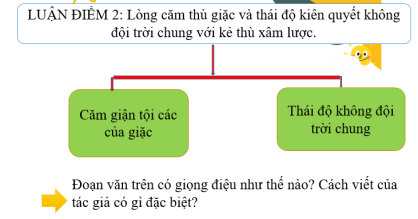 LUẬN ĐIỂM 2: Lòng căm thù giặc và thái độ kiên quyết không
đội trời chung với kẻ thù xâm lược.
Căm giận tội các
của giặc
Thái độ không đội
trời chung
Đoạn văn trên có giọng điệu như thế nào? Cách viết của
tác giả có gì đặc biệt?